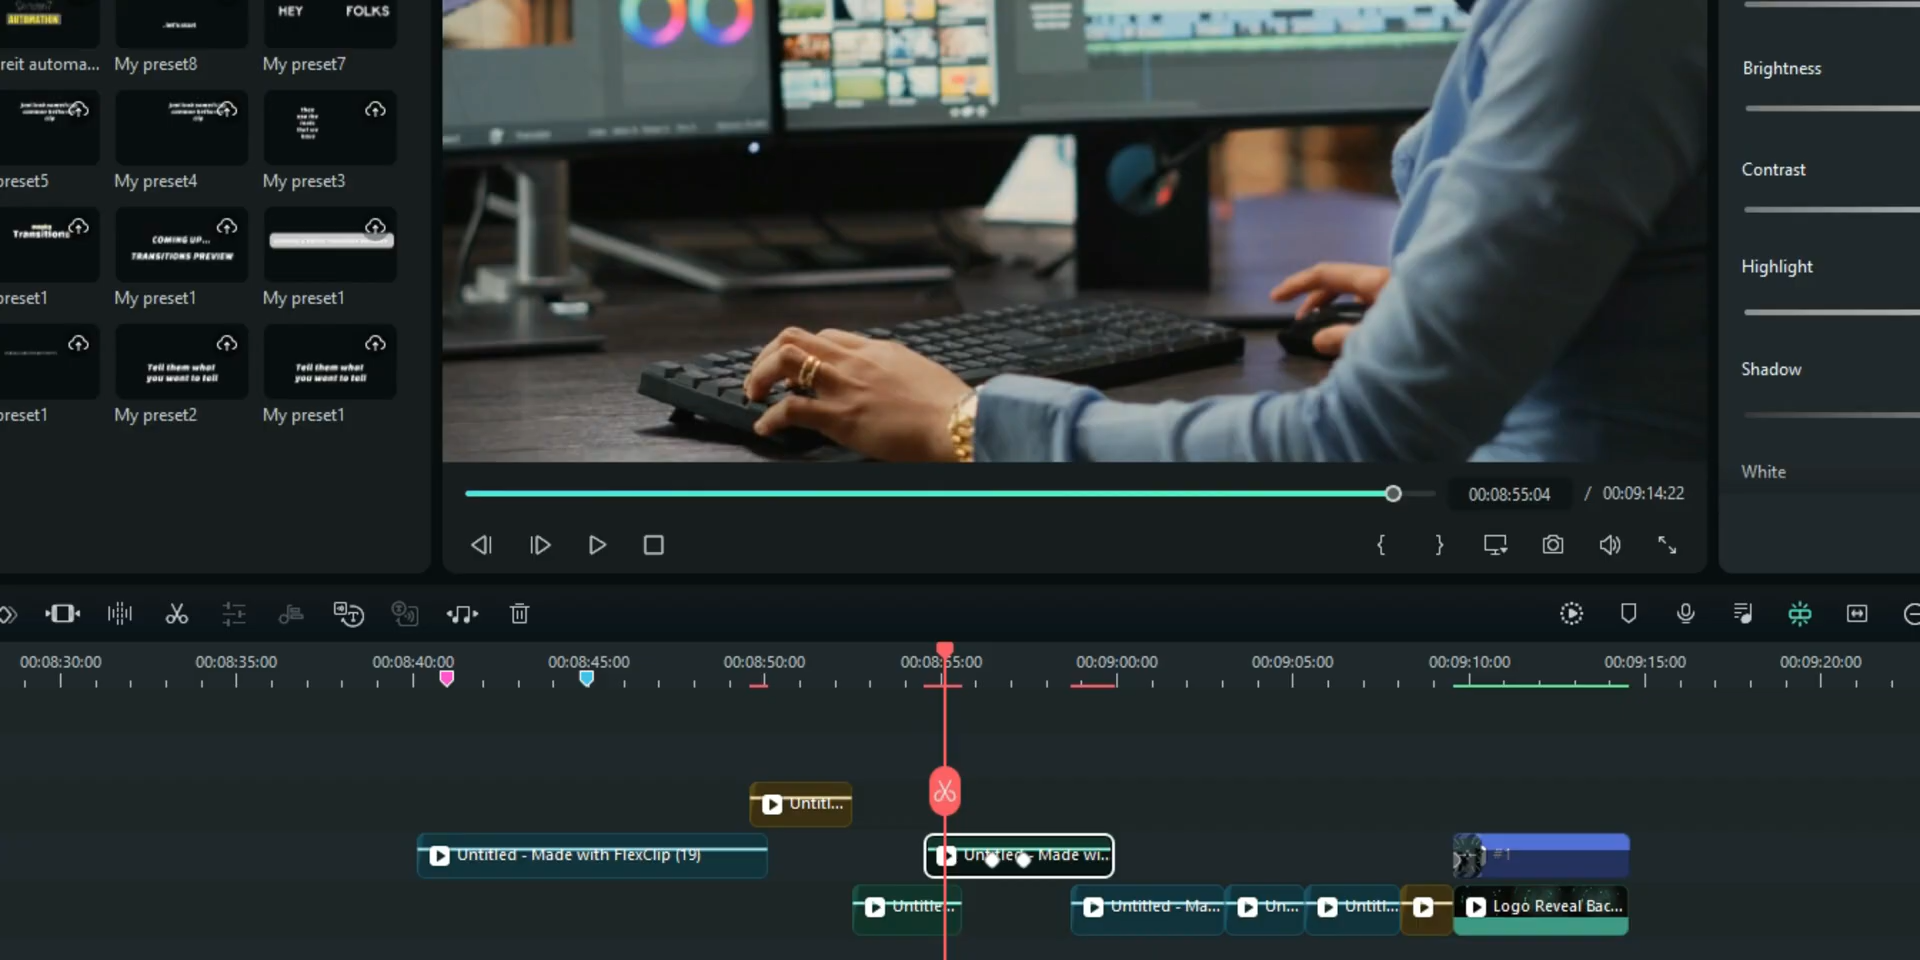 AUTOMATION
..let's start
HEY FOLKS
reit automa...
My preset8
My preset7
preset5
My preset4
My preset3
Transitions
COMING UP...
TRANSITIONS PREVIEW
preset1
My preset1
My preset1
Tell them what
you want to tell
Tell them what
you want to tell
preset1
My preset2
My preset1
Brightness
Contrast
Highlight
Shadow
White
00:08:55:04 / 00:09:14:22
00:08:30:00
00:08:35:00
00:08:40:00
00:08:45:00
00:08:50:00
00:08:55:00
00:09:00:00
00:09:05:00
00:09:10:00
00:09:15:00
00:09:20:00
Untitl...
Untitled - Made with FlexClip (19)
Untitled - Made wi...
#1
Untitle...
Untitled - Ma...
Un...
Untitl...
Logo Reveal Bac...